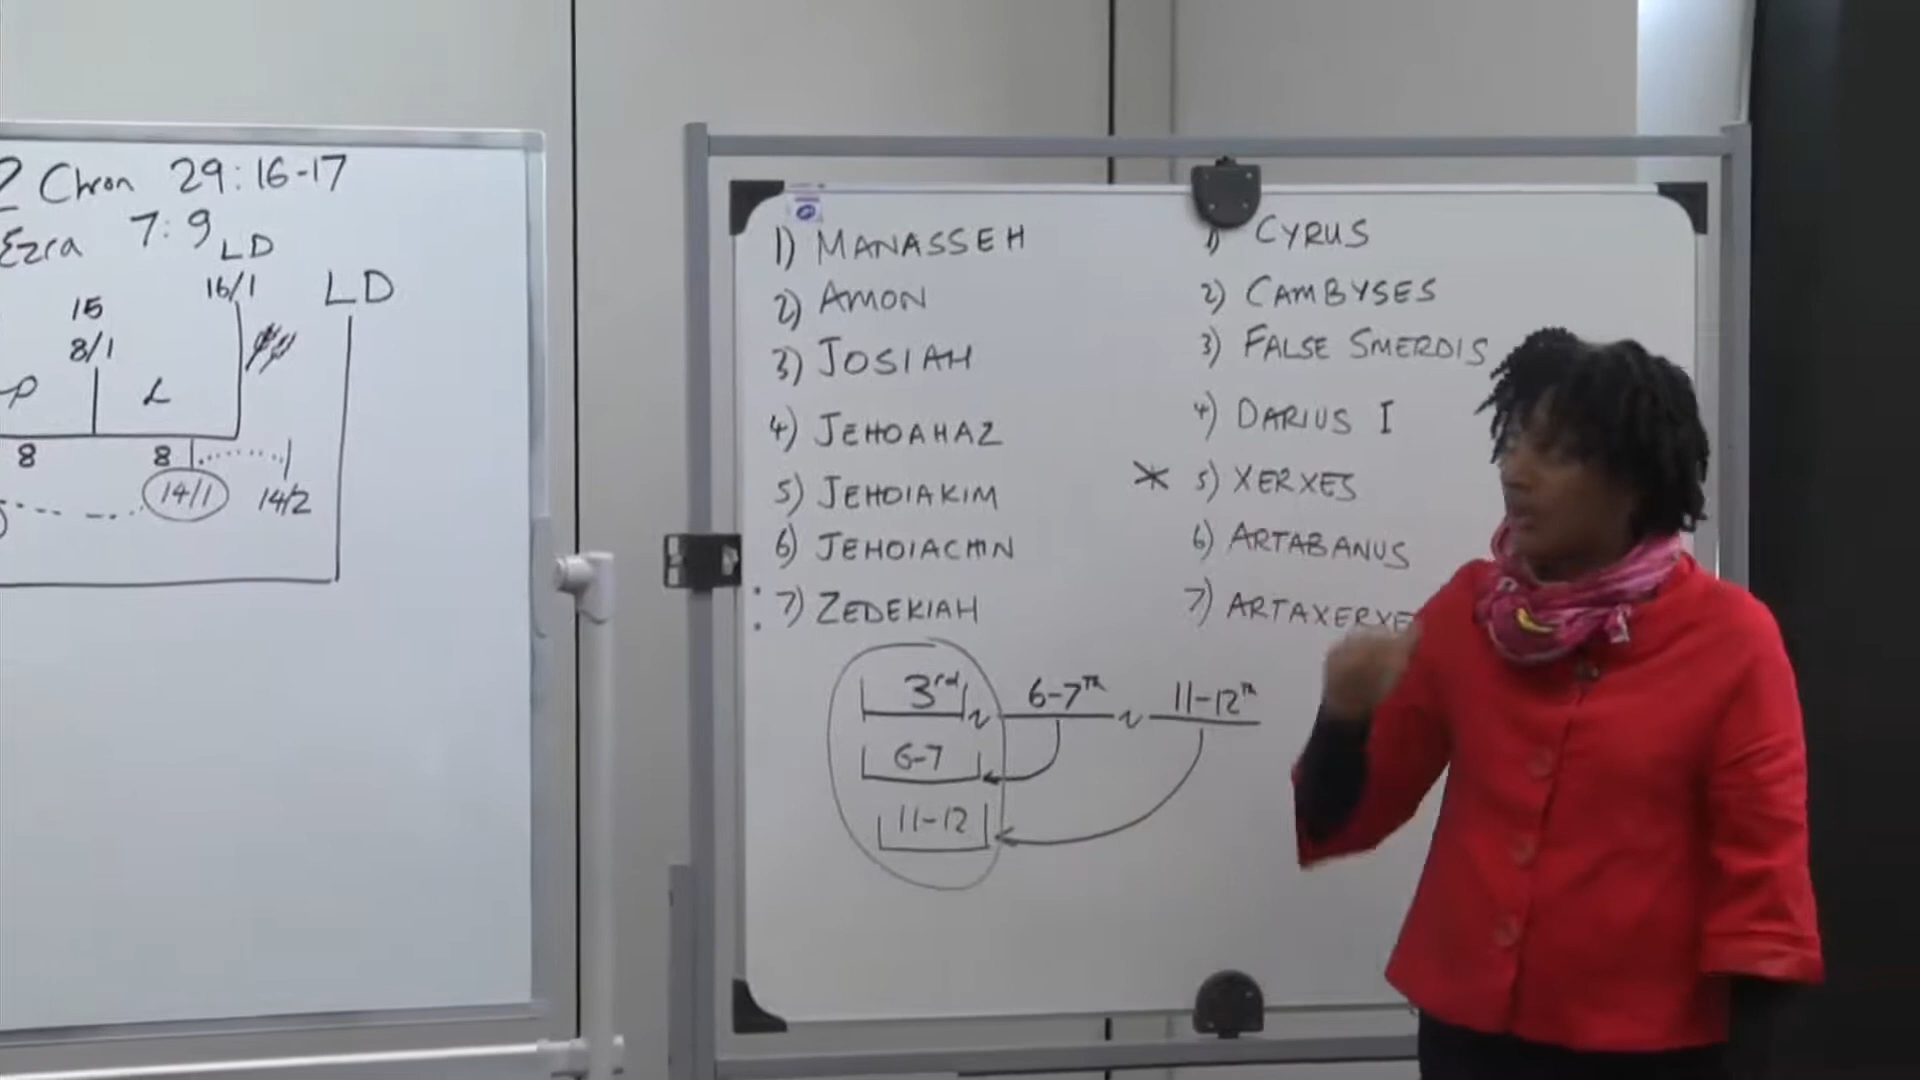 2 Chron 29:16-17
Ezra 7:9
LD
16/1
LD
15
8/1
P
L
8
8
14/1
14/2
1) MANASSEH
2) AMON
3) JOSIAH
4) JEHOAHAZ
5) JEHOIAKIM
6) JEHOIACHIN
: 7) ZEDEKIAH
1) CYRUS
2) CAMBYSES
3) FALSE SMERDIS
4) DARIUS I
5) XERXES
6) ARTABANUS
7) ARTAXERXE
3rd 6-7TH 11-12TH
6-7
11-12